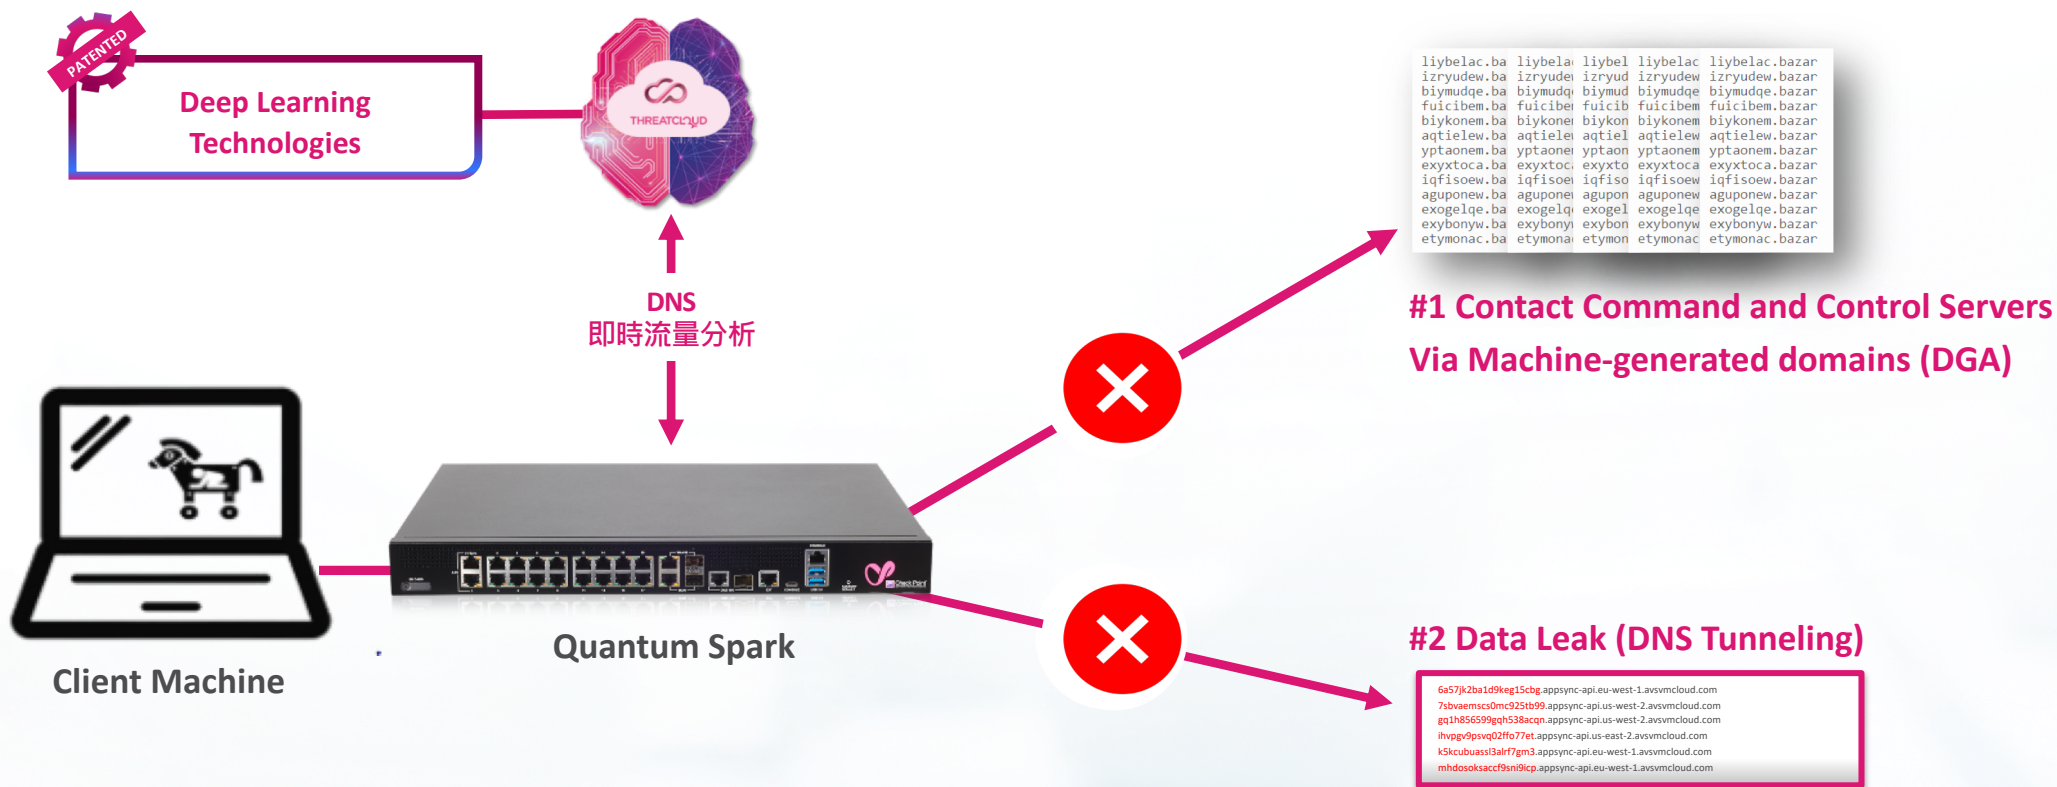 PATENTED
Deep Learning
Technologies
THREATCLOUD
DNS
即時流量分析
Client Machine
Quantum Spark
Check Point
liybelac.ba liybela liybel liybelac liybelac.bazar
izryudew.ba izryude izryud izryudew izryudew.bazar
biymudqe.ba biymudq biymud biymudqe biymudqe.bazar
fuicibem.ba fuicibe fuicib fuicibem fuicibem.bazar
biykonem.ba biykone biykon biykonem biykonem.bazar
aqtielew.ba aqtiele aqtiel aqtielew aqtielew.bazar
yptaonem.ba yptaone yptaon yptaonem yptaonem.bazar
exyxtoca.ba exyxtoc exyxto exyxtoca exyxtoca.bazar
iqfisoew.ba iqfisoe iqfiso iqfisoew iqfisoew.bazar
aguponew.ba agupone agupon aguponew aguponew.bazar
exogelqe.ba exogelq exogel exogelqe exogelqe.bazar
exybonyw.ba exybony exybon exybonyw exybonyw.bazar
etymonac.ba etymona etymon etymonac etymonac.bazar
#1 Contact Command and Control Servers
Via Machine-generated domains (DGA)
#2 Data Leak (DNS Tunneling)
6a57jk2ba1d9keg15cbg.appsync-api.eu-west-1.avsvmcloud.com
7sbvaemscs0mc925tb99.appsync-api.us-west-2.avsvmcloud.com
gq1h856599gqh538acqn.appsync-api.us-west-2.avsvmcloud.com
ihvpgv9psvq02ffo77et.appsync-api.us-east-2.avsvmcloud.com
k5kcubuassl3alrf7gm3.appsync-api.eu-west-1.avsvmcloud.com
mhdosoksaccf9sni9icp.appsync-api.eu-west-1.avsvmcloud.com